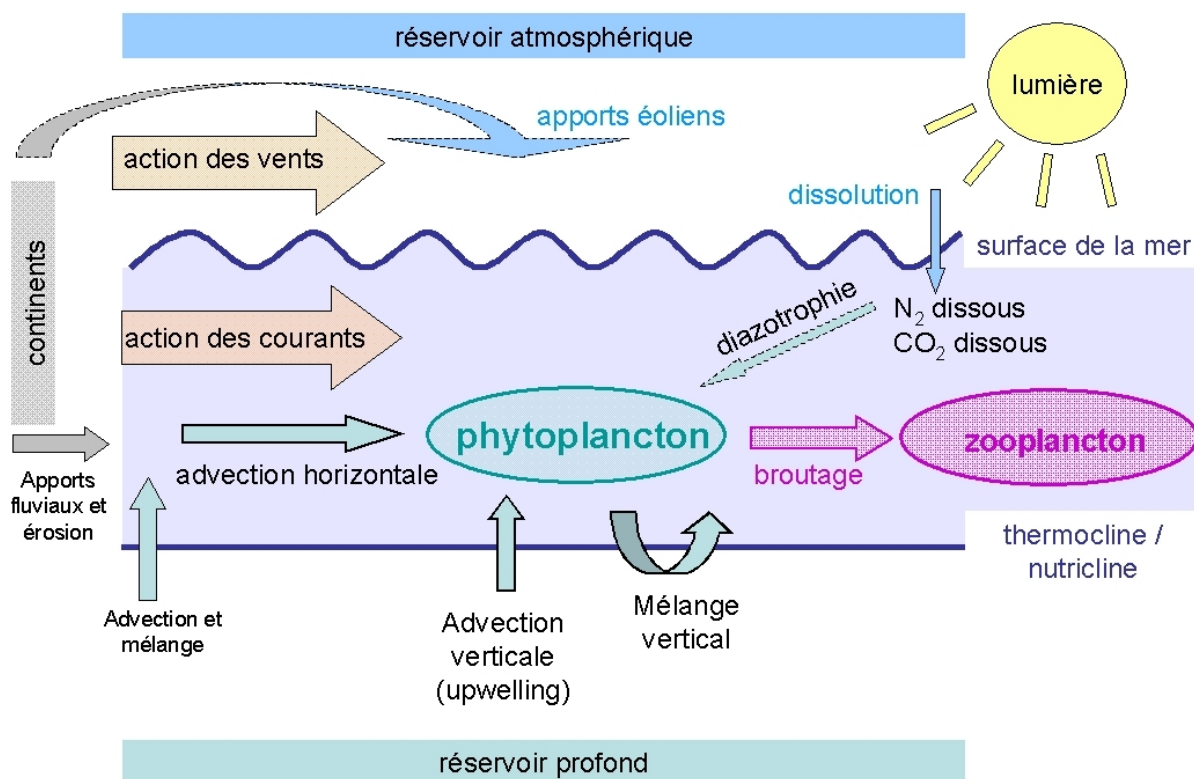 réservoir atmosphérique
lumière
apports éoliens
action des vents
dissolution
continents
surface de la mer
N₂ dissous
CO₂ dissous
diazotrophie
action des courants
phytoplancton
zooplancton
advection horizontale
broutage
Apports
fluviaux et
érosion
thermocline /
nutricline
Advection et
mélange
Advection
verticale
(upwelling)
Mélange
vertical
réservoir profond